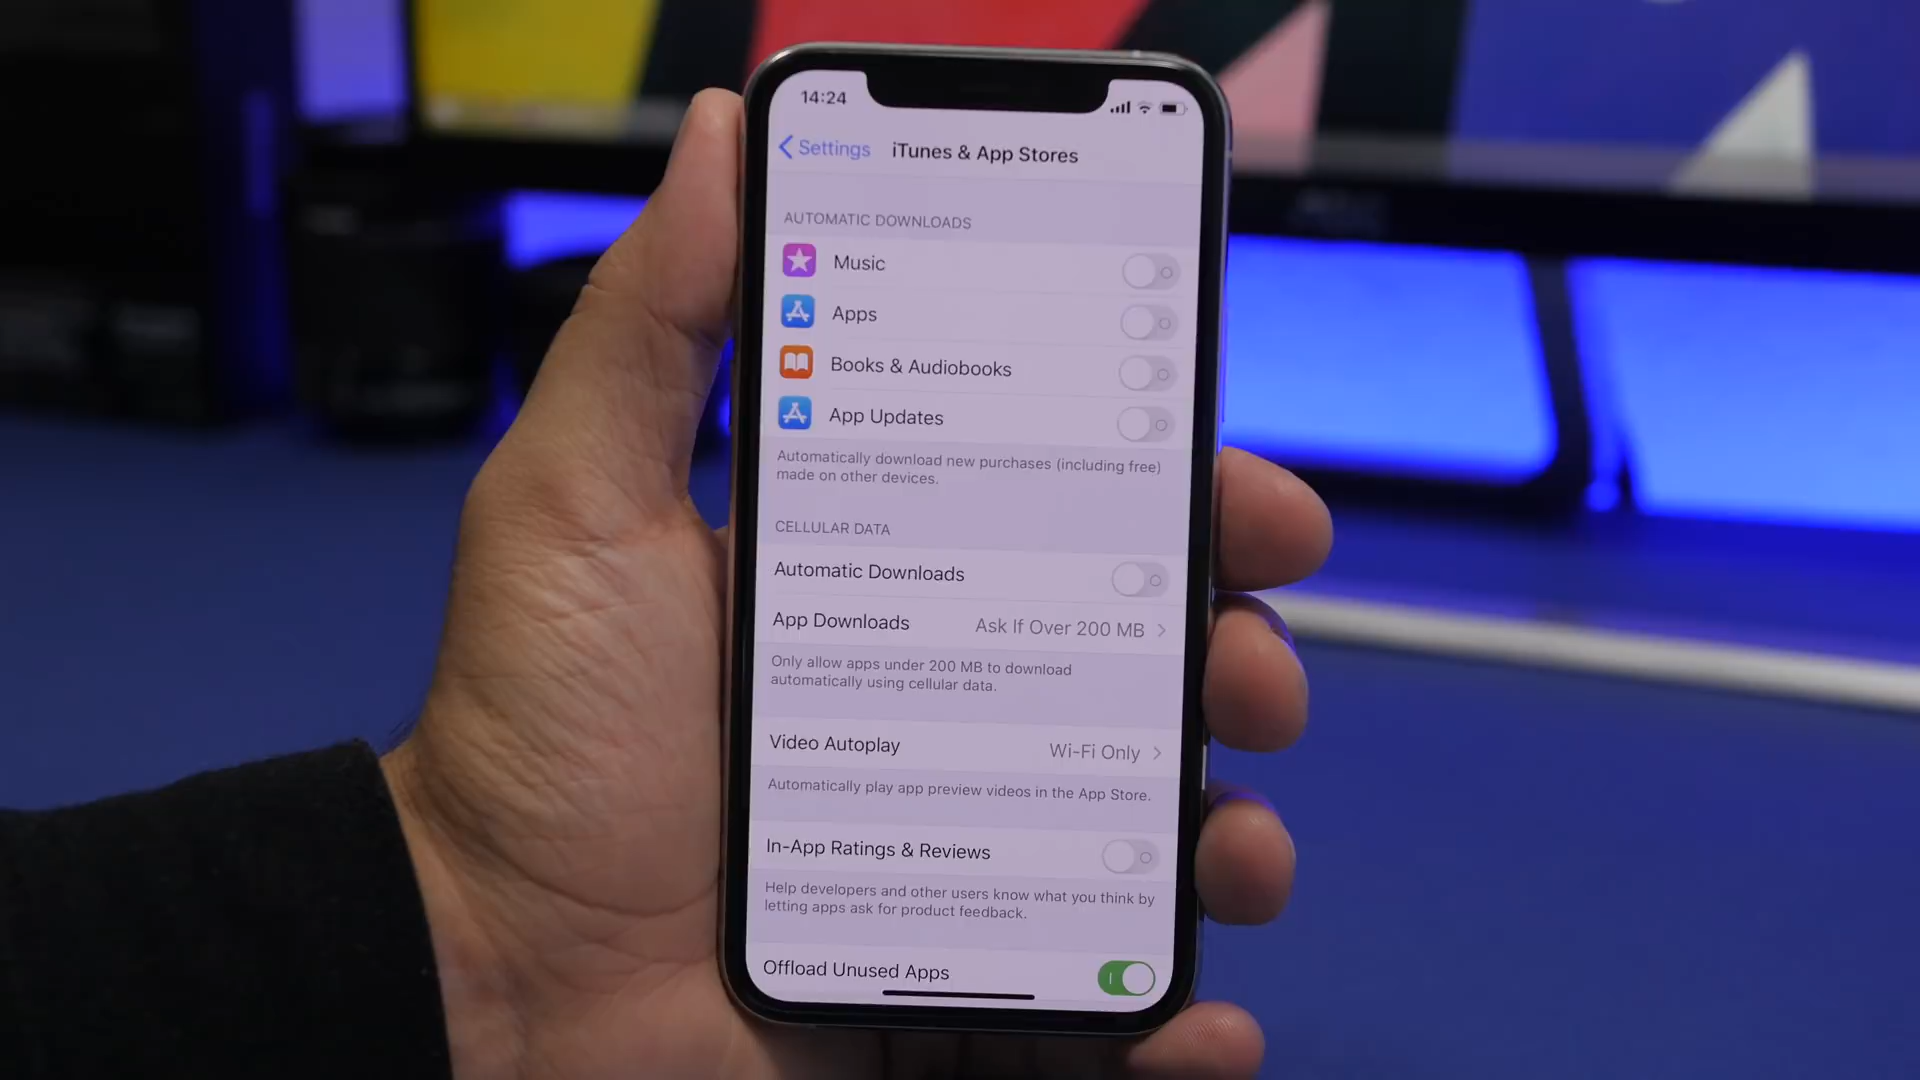 14:24
Settings
iTunes & App Stores
AUTOMATIC DOWNLOADS
Music
Apps
Books & Audiobooks
App Updates
Automatically download new purchases (including free)
made on other devices.
CELLULAR DATA
Automatic Downloads
App Downloads Ask If Over 200 MB
Only allow apps under 200 MB to download
automatically using cellular data.
Video Autoplay Wi-Fi Only
Automatically play app preview videos in the App Store.
In-App Ratings & Reviews
Help developers and other users know what you think by
letting apps ask for product feedback.
Offload Unused Apps